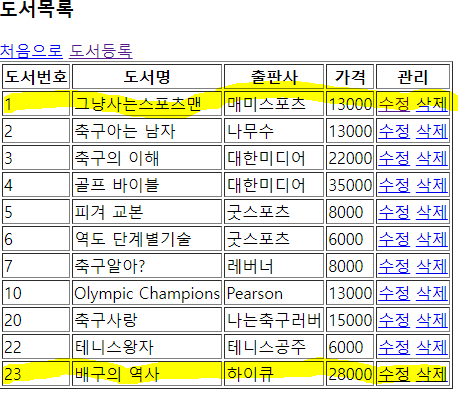 도서목록
처음으로 도서등록
도서번호 도서명 출판사 가격 관리
1 그냥사는스포츠맨 매미스포츠 13000 수정 삭제
2 축구아는 남자 나무수 13000 수정 삭제
3 축구의 이해 대한미디어 22000 수정 삭제
4 골프 바이블 대한미디어 35000 수정 삭제
5 피겨 교본 굿스포츠 8000 수정 삭제
6 역도 단계별기술 굿스포츠 6000 수정 삭제
7 축구알아? 레버너 8000 수정 삭제
10 Olympic Champions Pearson 13000 수정 삭제
20 축구사랑 나는축구러버 15000 수정 삭제
22 테니스왕자 테니스공주 6000 수정 삭제
23 배구의 역사 하이큐 28000 수정 삭제